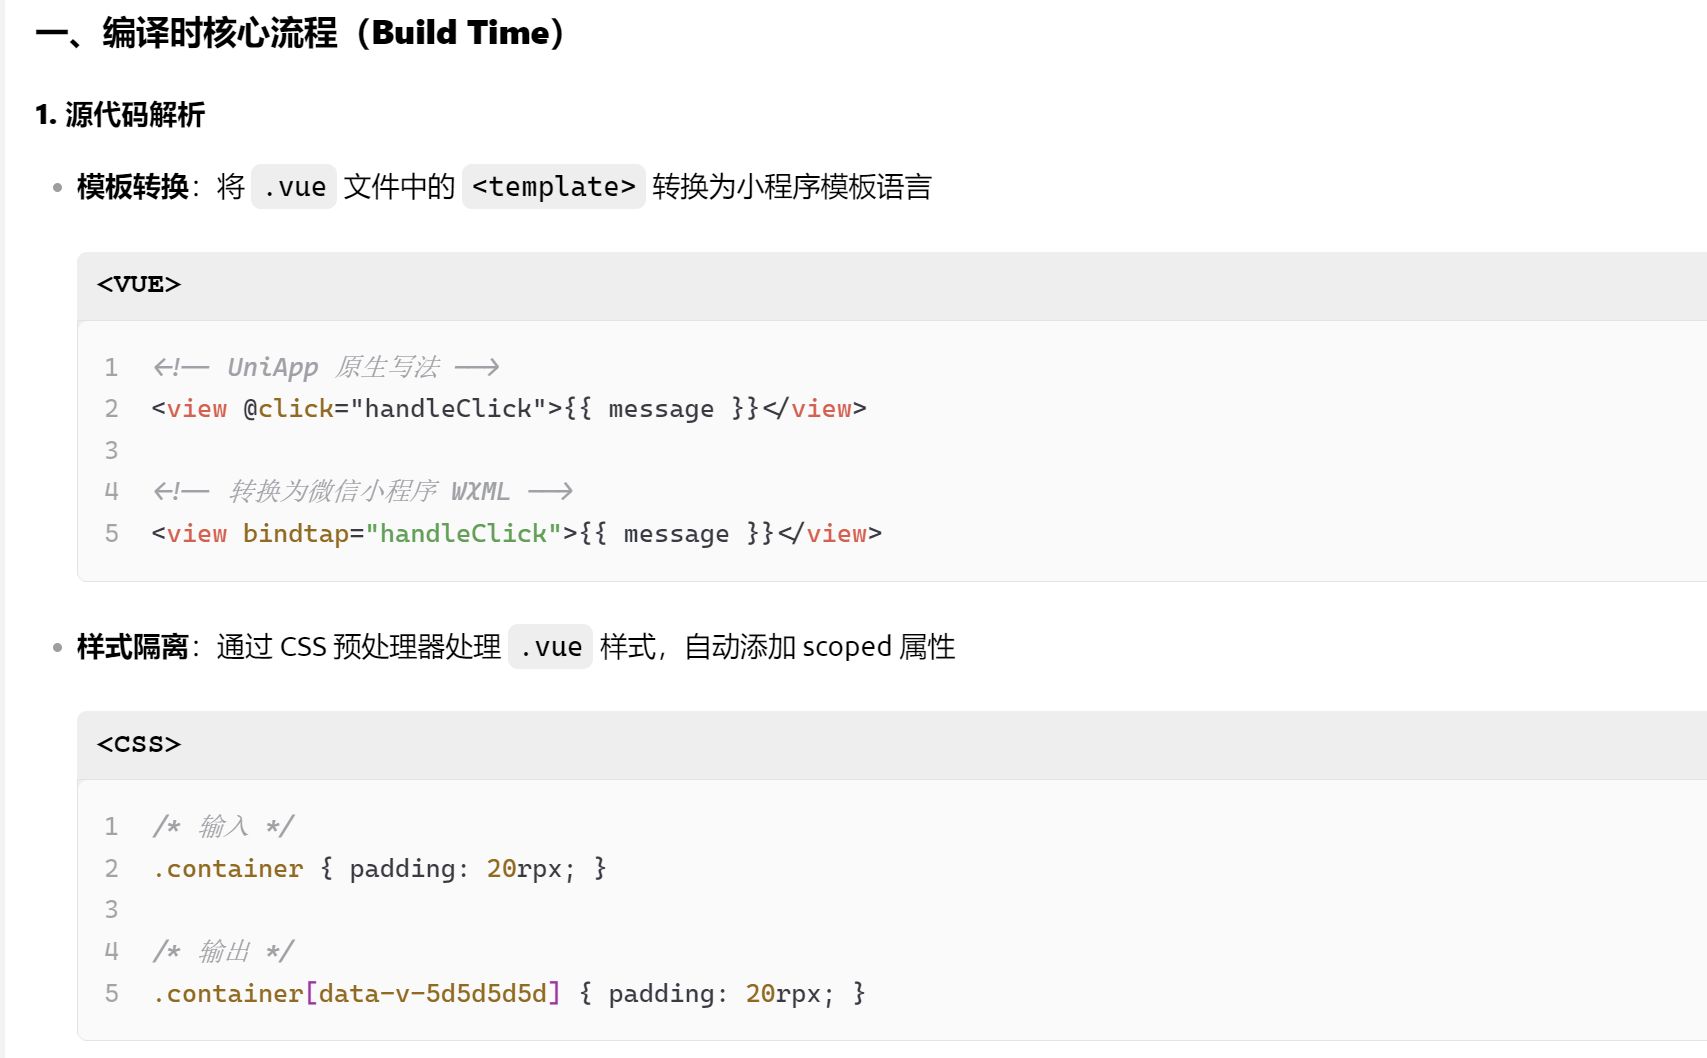 一、编译时核心流程（Build Time）
1. 源代码解析
• 模板转换：将 .vue 文件中的 <template> 转换为小程序模板语言
<VUE>
1 <!-- UniApp 原生写法 -->
2 <view @click="handleClick">{{ message }}</view>
3
4 <!-- 转换为微信小程序 WXML -->
5 <view bindtap="handleClick">{{ message }}</view>
• 样式隔离：通过 CSS 预处理器处理 .vue 样式，自动添加 scoped 属性
<CSS>
1 /* 输入 */
2 .container { padding: 20rpx; }
3
4 /* 输出 */
5 .container[data-v-5d5d5d5d] { padding: 20rpx; }